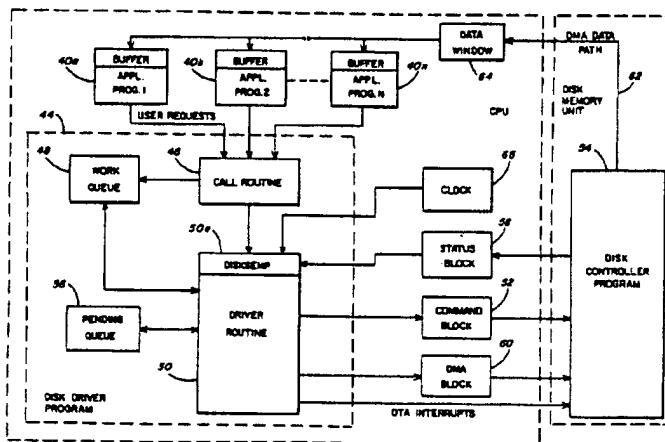 DATA
WINDOW
64
DMA DATA
PATH
62
BUFFER
APPL.
PROG. 1
40a
BUFFER
APPL.
PROG. 2
40b
BUFFER
APPL.
PROG. N
40n
CPU
DISK
MEMORY
UNIT
USER REQUESTS
44
48
WORK
QUEUE
46
CALL ROUTINE
CLOCK
66
54
50a
DISKSEMP
STATUS
BLOCK
58
DISK
CONTROLLER
PROGRAM
56
PENDING
QUEUE
DRIVER
ROUTINE
COMMAND
BLOCK
52
50
DMA
BLOCK
60
DISK DRIVER
PROGRAM
DTA INTERRUPTS